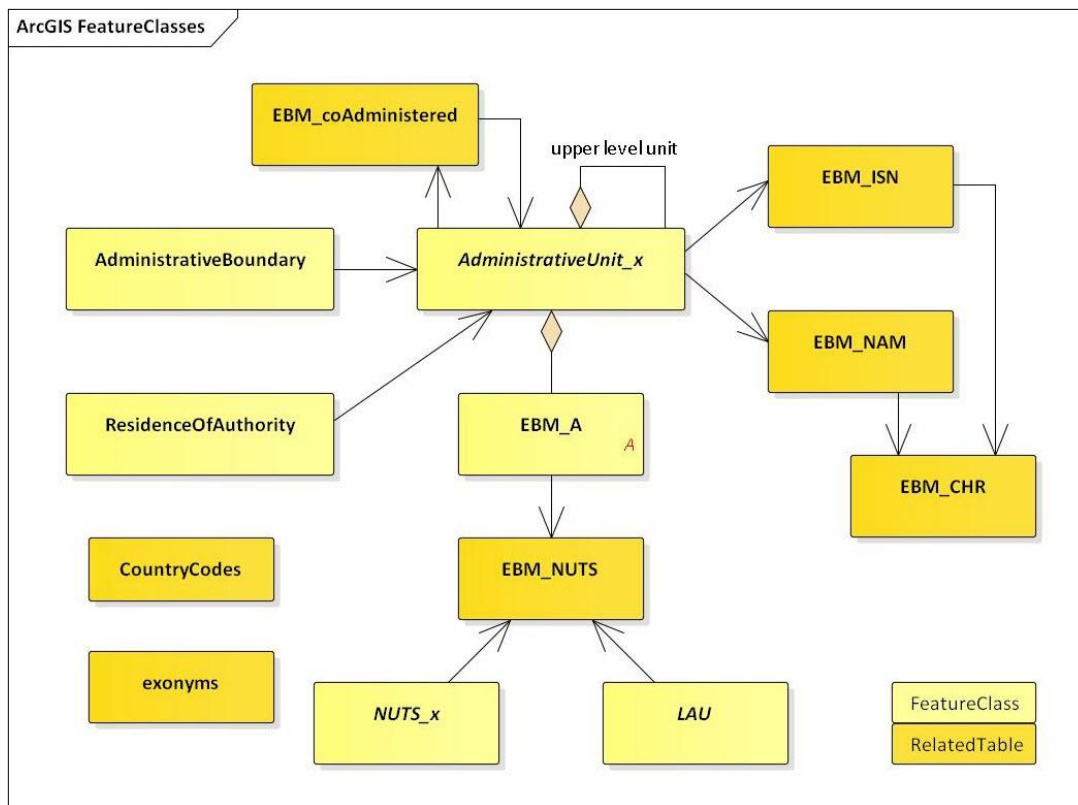 ArcGIS FeatureClasses
EBM_coAdministered
upper level unit
EBM_ISN
AdministrativeBoundary
AdministrativeUnit_x
EBM_NAM
ResidenceOfAuthority
EBM_A
A
EBM_CHR
CountryCodes
EBM_NUTS
exonyms
NUTS_x
LAU
FeatureClass
RelatedTable